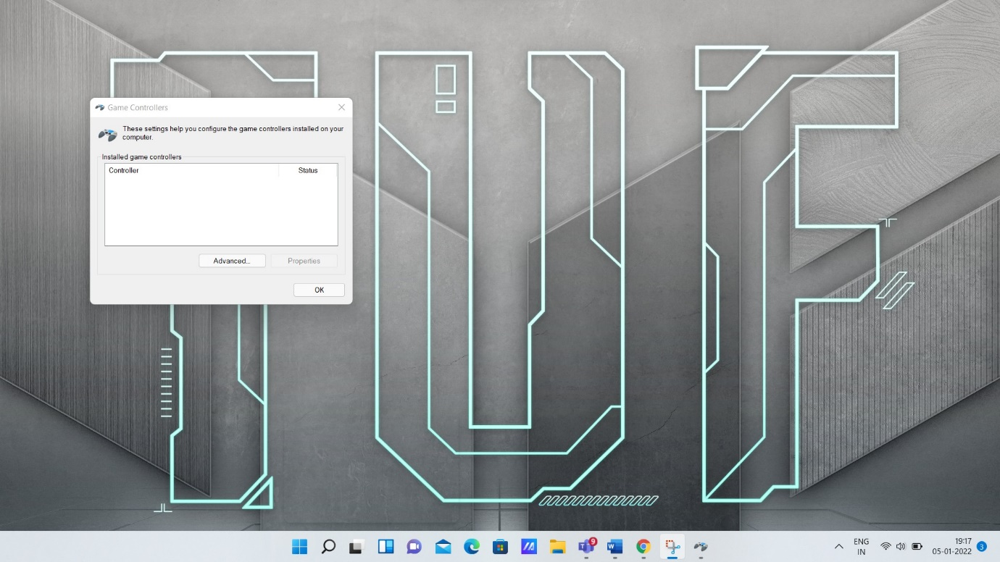 TUF
Game Controllers
These settings help you configure the game controllers installed on your
computer.
Installed game controllers
Controller Status
Advanced... Properties
OK
9
ENG
IN
19:17
05-01-2022
3